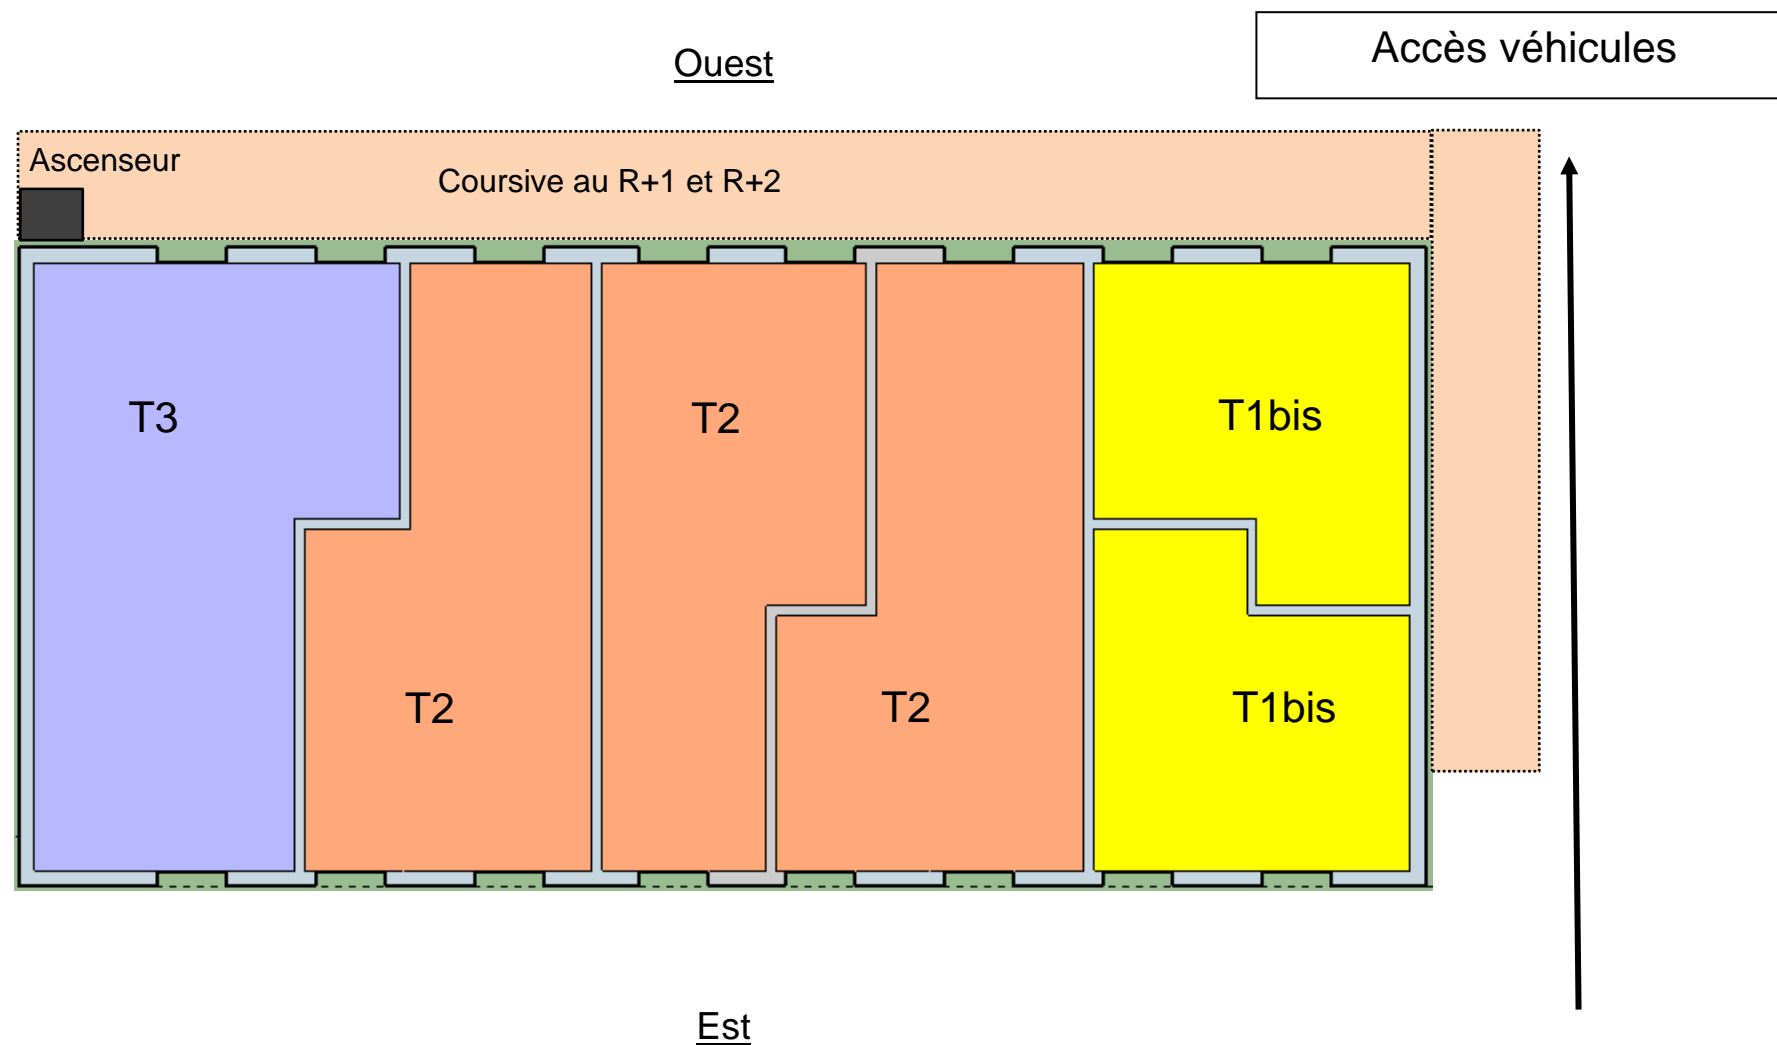 Accès véhicules
Ouest
Ascenseur
Coursive au R+1 et R+2
T3
T2
T1bis
T2
T2
T1bis
Est